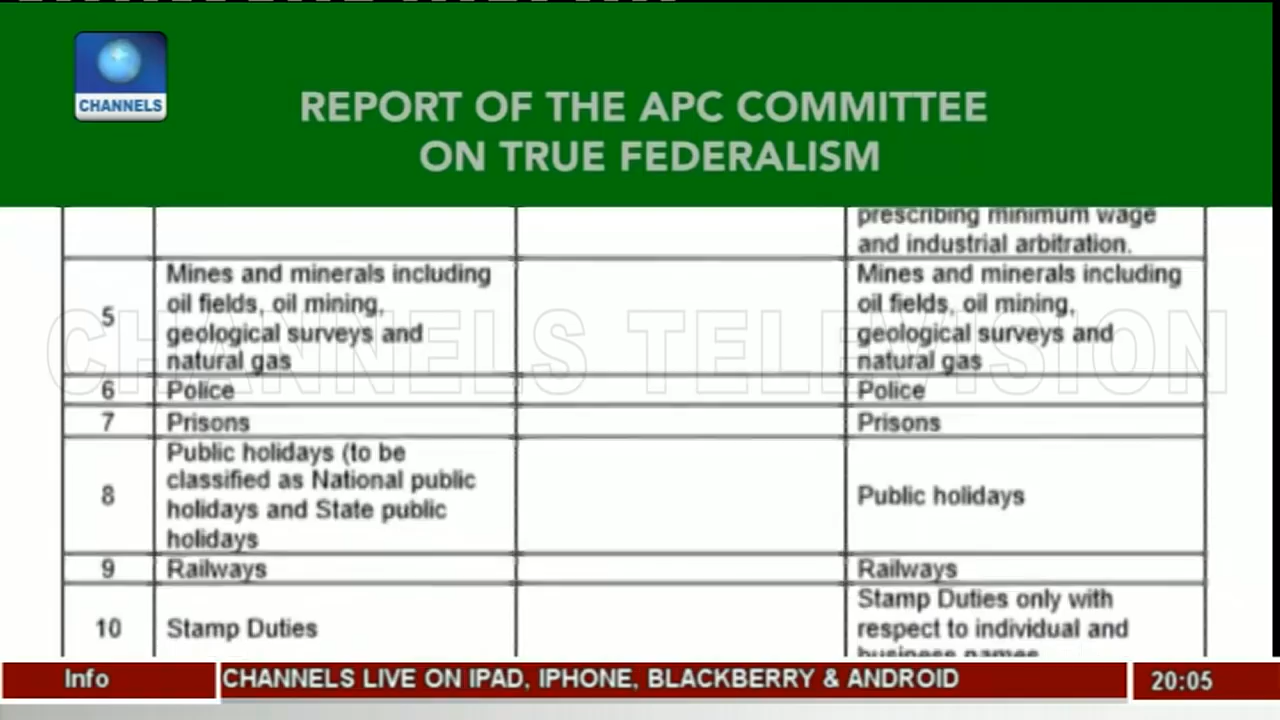 CHANNELS
REPORT OF THE APC COMMITTEE
ON TRUE FEDERALISM
prescribing minimum wage
and industrial arbitration.
5
Mines and minerals including
oil fields, oil mining,
geological surveys and
natural gas
Mines and minerals including
oil fields, oil mining,
geological surveys and
natural gas
CHANNELS TELEVISION
6
Police
Police
7
Prisons
Prisons
8
Public holidays (to be
classified as National public
holidays and State public
holidays
Public holidays
9
Railways
Railways
10
Stamp Duties
Stamp Duties only with
respect to individual and
business names
Info
CHANNELS LIVE ON IPAD, IPHONE, BLACKBERRY & ANDROID
20:05